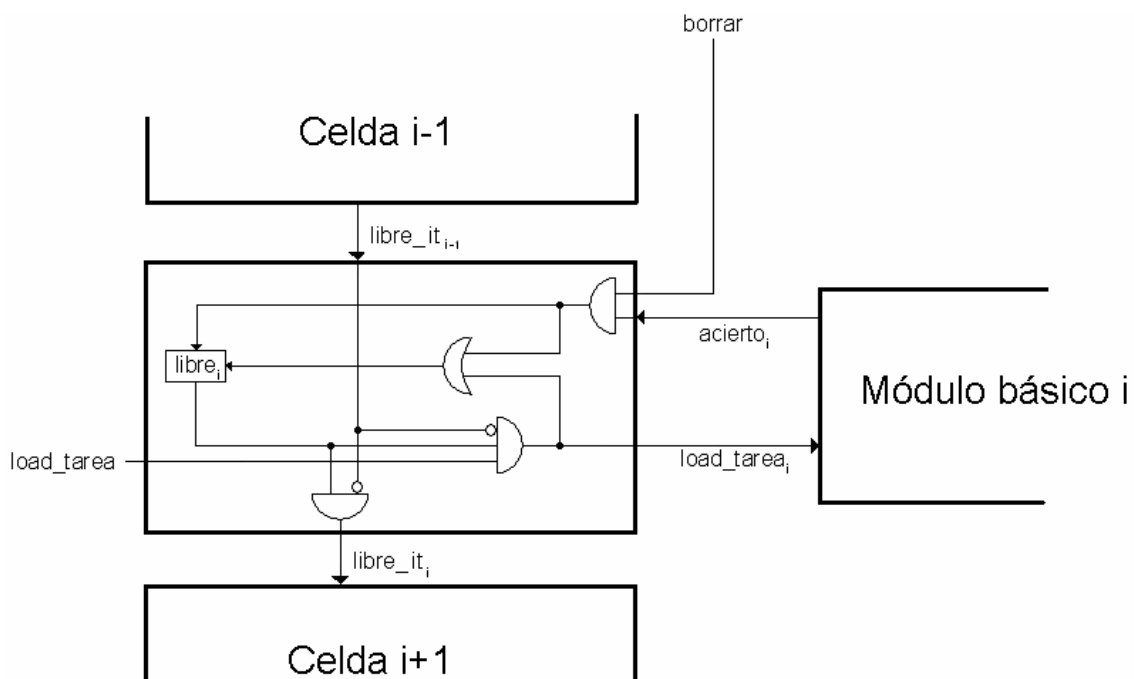 borrar
Celda i-1
libre_it i-1
acierto i
libre i
Módulo básico i
load_tarea
load_tarea i
libre_it i
Celda i+1